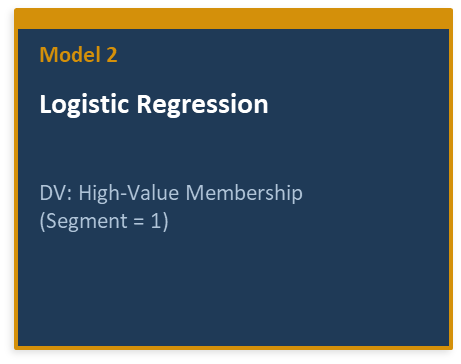 Model 2
Logistic Regression
DV: High-Value Membership
(Segment = 1)